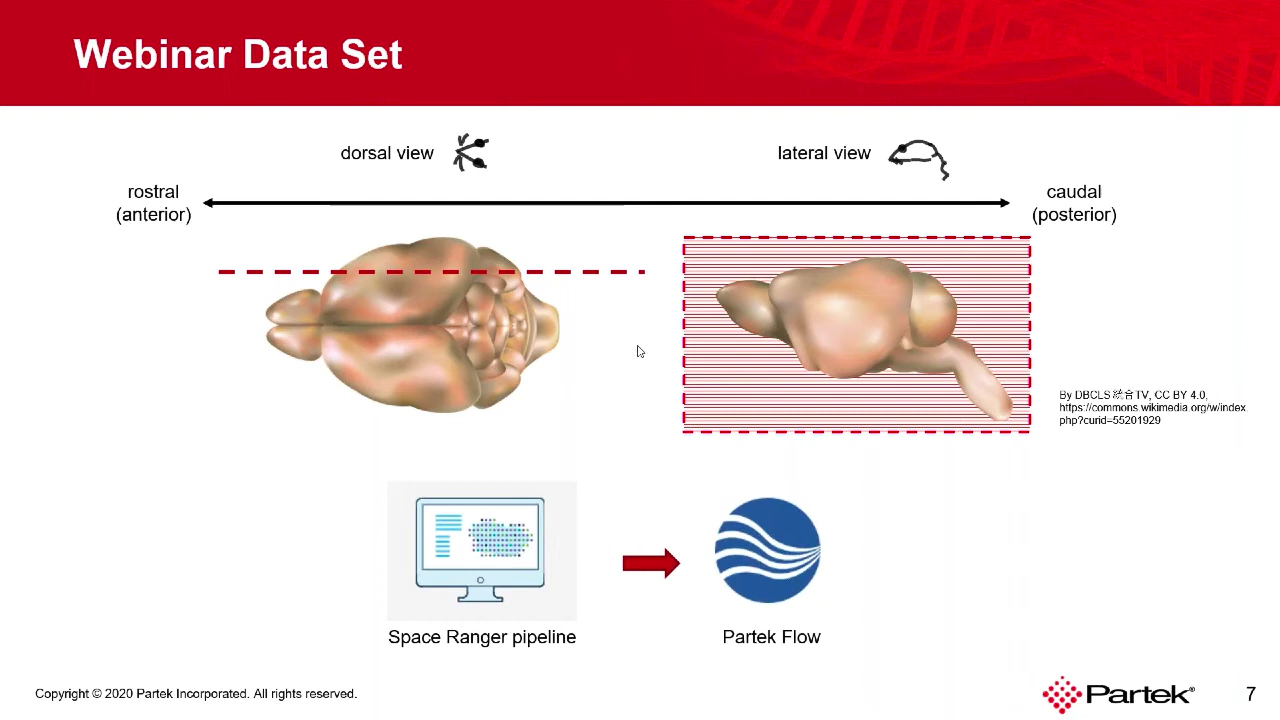 Webinar Data Set
dorsal view
lateral view
rostral
(anterior)
caudal
(posterior)
By DBCLS 統合TV, CC BY 4.0,
https://commons.wikimedia.org/w/index.
php?curid=55201929
Space Ranger pipeline
Partek Flow
Copyright © 2020 Partek Incorporated. All rights reserved.
Partek®
7